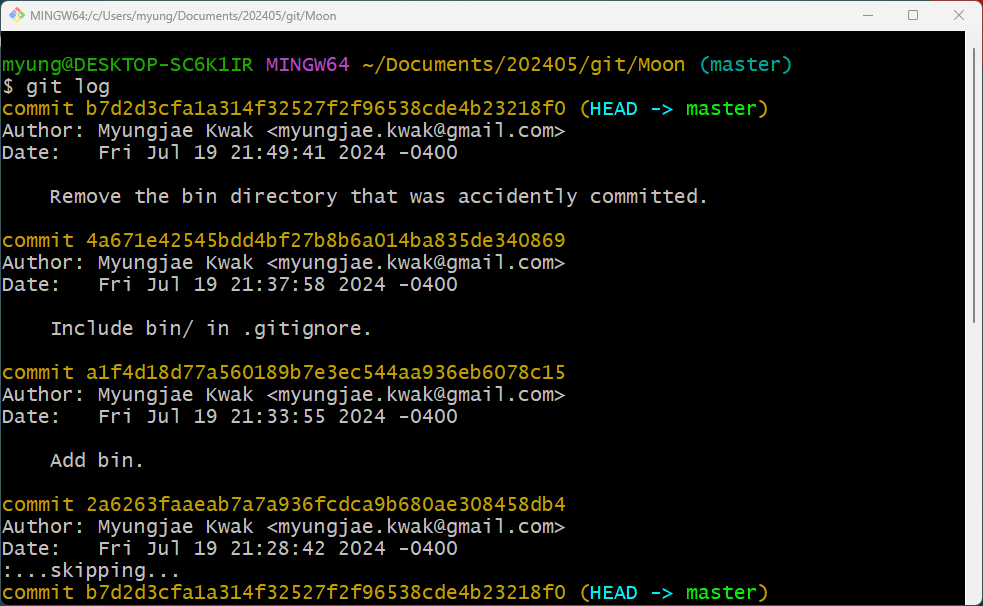 MINGW64:/c/Users/myung/Documents/202405/git/Moon
myung@DESKTOP-SC6K1IR MINGW64 ~/Documents/202405/git/Moon (master)
$ git log
commit b7d2d3cfa1a314f32527f2f96538cde4b23218f0 (HEAD -> master)
Author: Myungjae Kwak <myungjae.kwak@gmail.com>
Date:   Fri Jul 19 21:49:41 2024 -0400
    Remove the bin directory that was accidently committed.
commit 4a671e42545bdd4bf27b8b6a014ba835de340869
Author: Myungjae Kwak <myungjae.kwak@gmail.com>
Date:   Fri Jul 19 21:37:58 2024 -0400
    Include bin/ in .gitignore.
commit a1f4d18d77a560189b7e3ec544aa936eb6078c15
Author: Myungjae Kwak <myungjae.kwak@gmail.com>
Date:   Fri Jul 19 21:33:55 2024 -0400
    Add bin.
commit 2a6263faaeab7a7a936fcdca9b680ae308458db4
Author: Myungjae Kwak <myungjae.kwak@gmail.com>
Date:   Fri Jul 19 21:28:42 2024 -0400
:...skipping...
commit b7d2d3cfa1a314f32527f2f96538cde4b23218f0 (HEAD -> master)